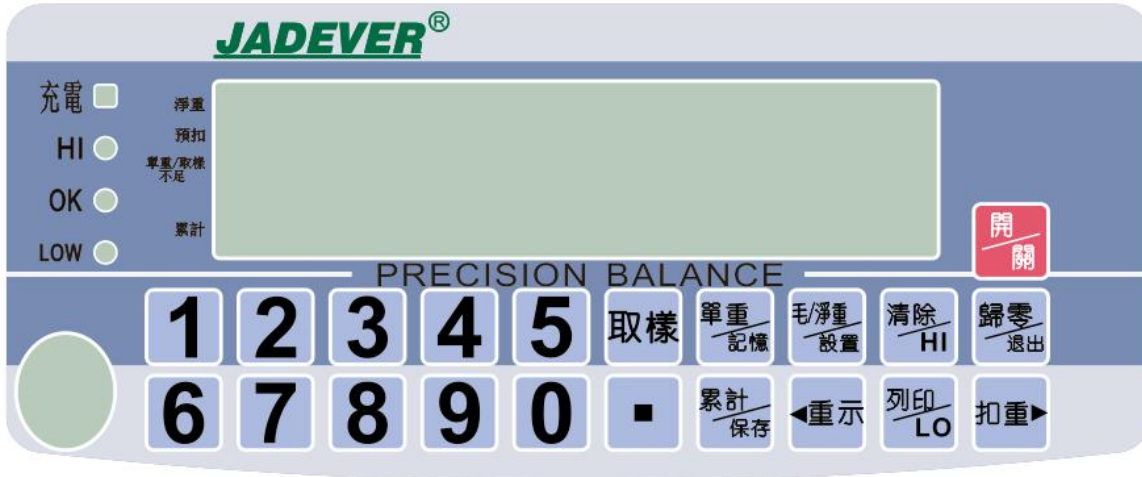 JADEVER®
充電
淨重
預扣
HI
單重/取樣
不足
OK
累計
LOW
開/關
PRECISION BALANCE
1 2 3 4 5 取樣 單重/記憶 毛/淨重/設置 清除/HI 歸零/退出
6 7 8 9 0 ▪ 累計/保存 ◀重示 列印/LO 扣重▶